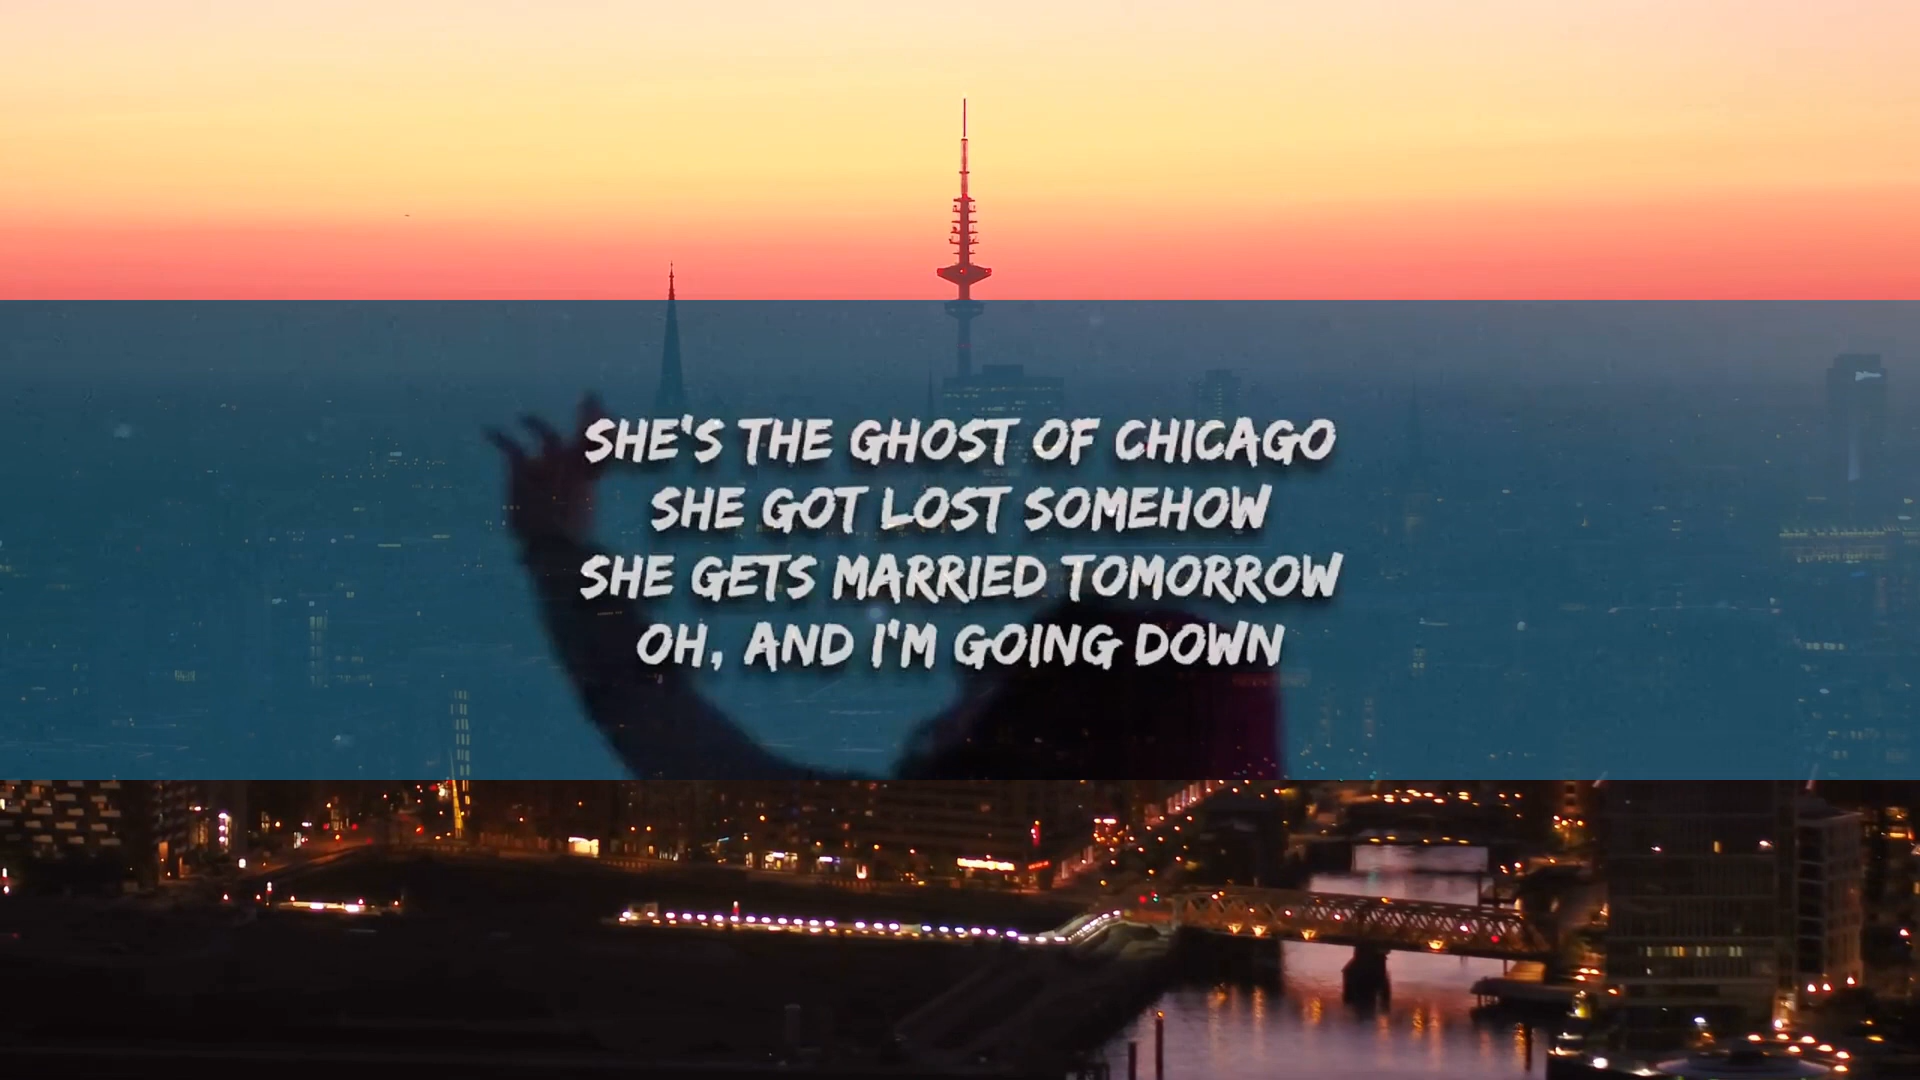 SHE'S THE GHOST OF CHICAGO
SHE GOT LOST SOMEHOW
SHE GETS MARRIED TOMORROW
OH, AND I'M GOING DOWN